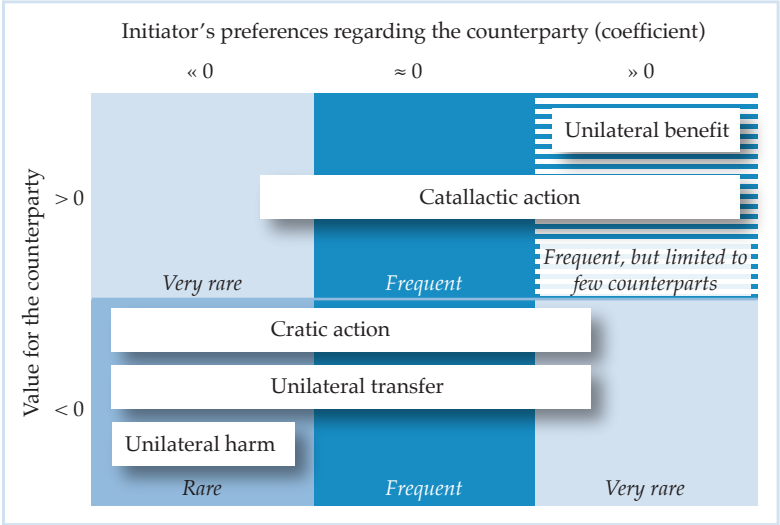 Initiator's preferences regarding the counterparty (coefficient)
« 0 ≈ 0 » 0
Value for the counterparty
> 0
Unilateral benefit
Catallactic action
Very rare Frequent Frequent, but limited to
few counterparts
< 0
Cratic action
Unilateral transfer
Unilateral harm
Rare Frequent Very rare